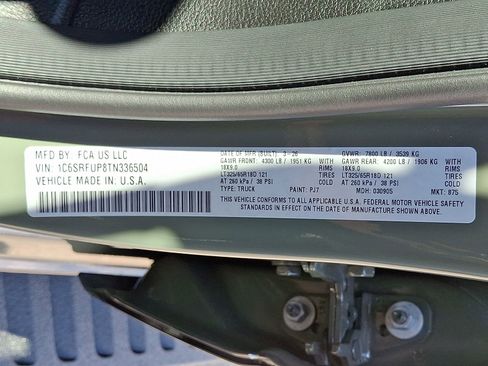 MFD BY: FCA US LLC
VIN: 1C6SRFUP8TN336504
VEHICLE MADE IN U.S.A.
DATE OF MFR (BUILT): 3-26 GVWR: 7800 LB / 3539 KG
GAWR FRONT: 4300 LB / 1951 KG WITH GAWR REAR: 4200 LB / 1906 KG WITH
18X9.0 RIMS 18X9.0 RIMS
LT325/65R18D 121 TIRES LT325/65R18D 121 TIRES
AT 260 kPa / 38 PSI AT 260 kPa / 38 PSI
TYPE: TRUCK PAINT: PJ7 MDH: 030905 MKT: 875
THIS VEHICLE CONFORMS TO ALL APPLICABLE U.S.A. FEDERAL MOTOR VEHICLE SAFETY
STANDARDS IN EFFECT ON THE DATE OF MANUFACTURE SHOWN ABOVE.